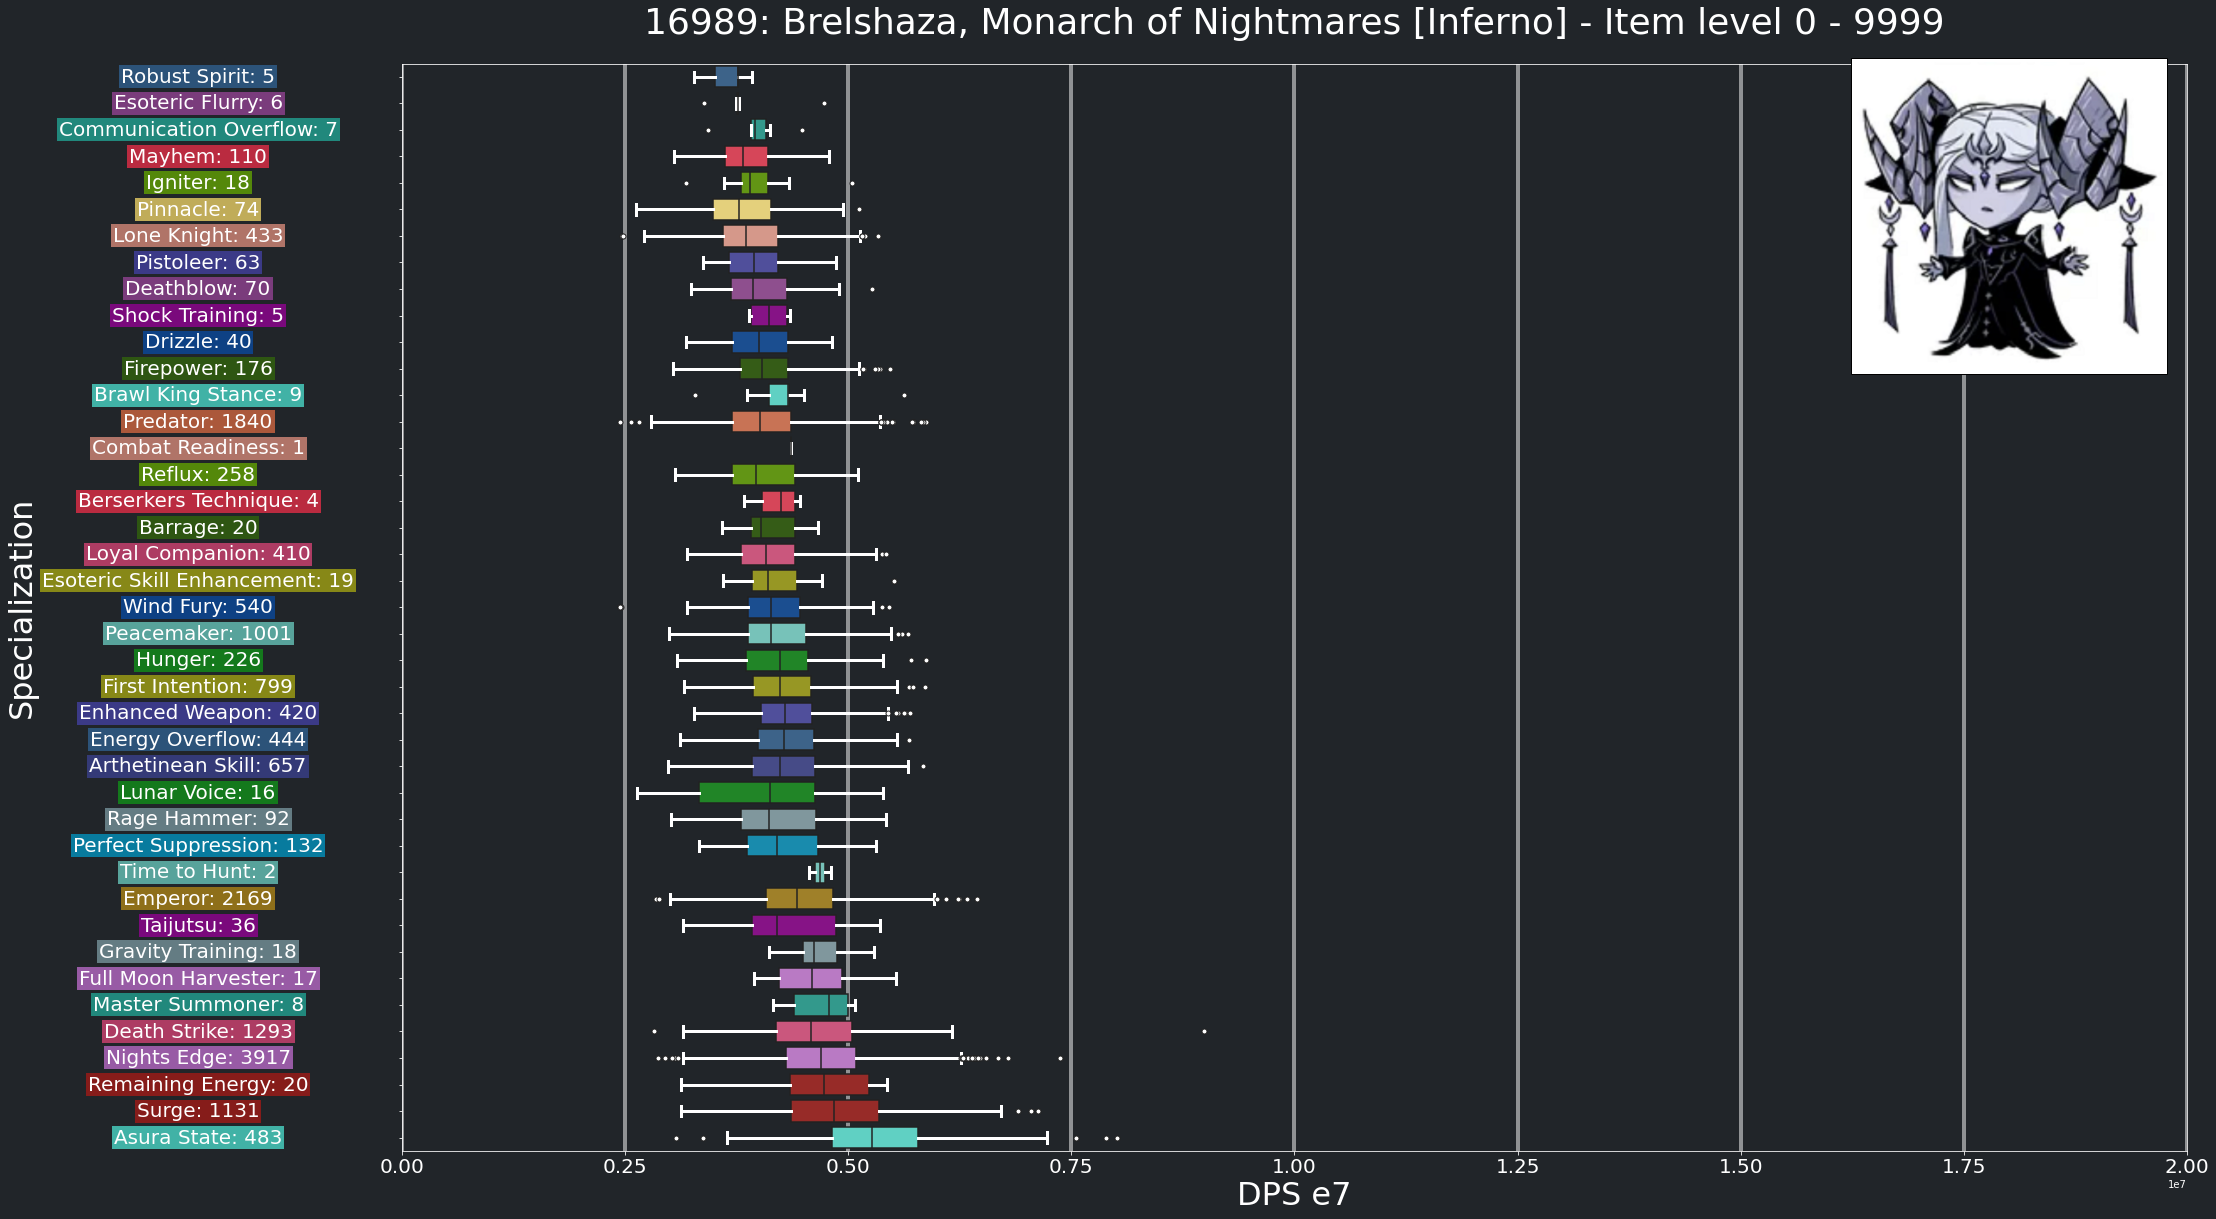 16989: Brelshaza, Monarch of Nightmares [Inferno] - Item level 0 - 9999
Specialization
Robust Spirit: 5
Esoteric Flurry: 6
Communication Overflow: 7
Mayhem: 110
Igniter: 18
Pinnacle: 74
Lone Knight: 433
Pistoleer: 63
Deathblow: 70
Shock Training: 5
Drizzle: 40
Firepower: 176
Brawl King Stance: 9
Predator: 1840
Combat Readiness: 1
Reflux: 258
Berserkers Technique: 4
Barrage: 20
Loyal Companion: 410
Esoteric Skill Enhancement: 19
Wind Fury: 540
Peacemaker: 1001
Hunger: 226
First Intention: 799
Enhanced Weapon: 420
Energy Overflow: 444
Arthetinean Skill: 657
Lunar Voice: 16
Rage Hammer: 92
Perfect Suppression: 132
Time to Hunt: 2
Emperor: 2169
Taijutsu: 36
Gravity Training: 18
Full Moon Harvester: 17
Master Summoner: 8
Death Strike: 1293
Nights Edge: 3917
Remaining Energy: 20
Surge: 1131
Asura State: 483
0.00 0.25 0.50 0.75 1.00 1.25 1.50 1.75 2.00
1e7
DPS e7